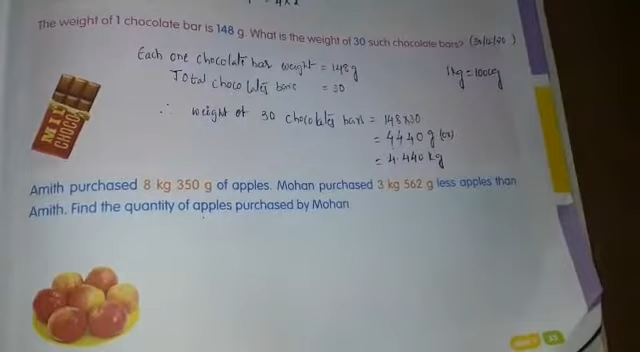 The weight of 1 chocolate bar is 148 g. What is the weight of 30 such chocolate bars?
Each one chocolate bar weight = 148g
1kg = 1000g
Total = 30
∴ weight of 30 chocolate bars = 148×30
= 4440g (or)
= 4.440 kg
MILK
CHOCO
Amith purchased 8 kg 350 g of apples. Mohan purchased 3 kg 562 g less apples than
Amith. Find the quantity of apples purchased by Mohan